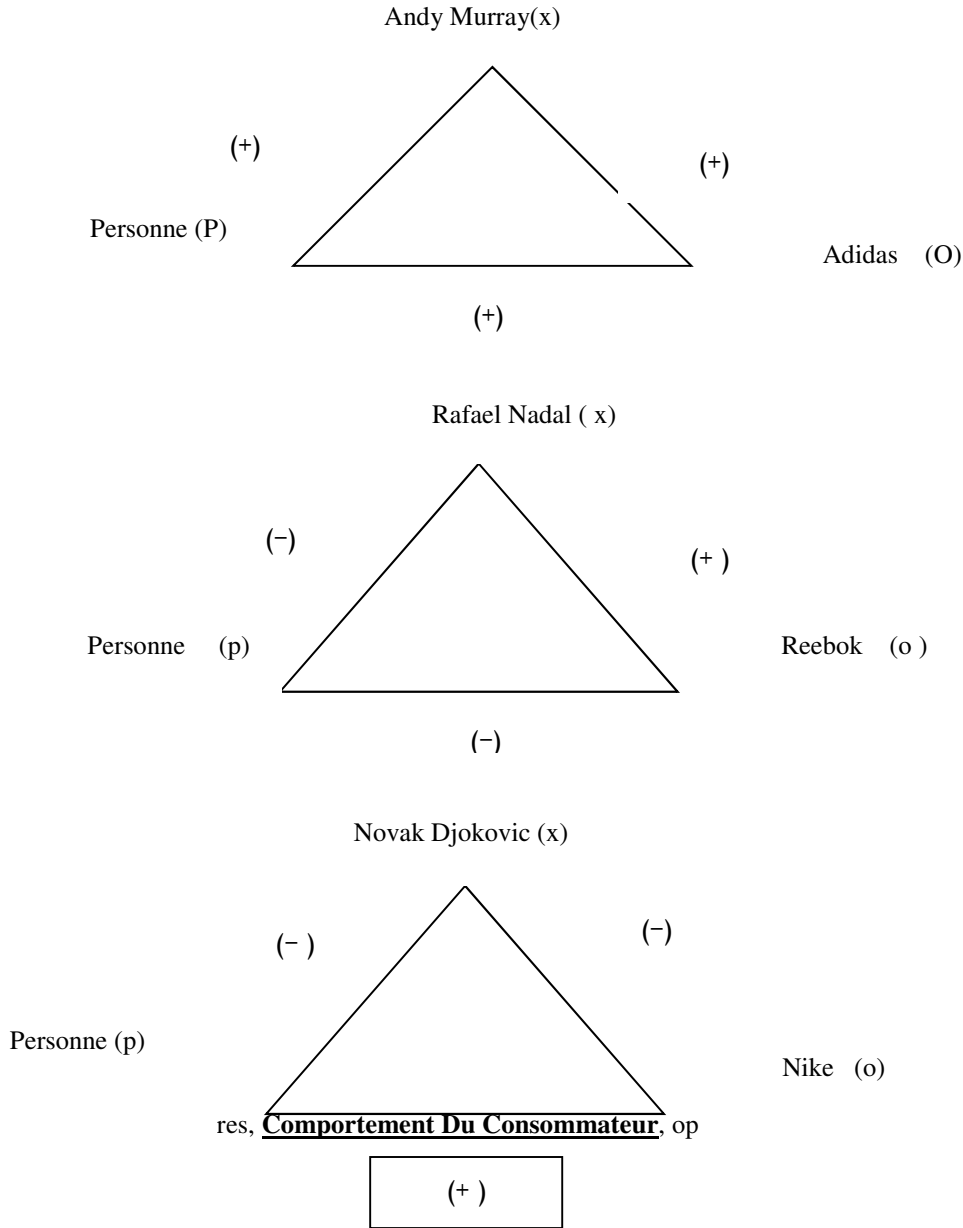 Andy Murray(x)
(+)
(+)
Personne (P)
Adidas (O)
(+)
Rafael Nadal ( x)
(−)
(+ )
Personne (p)
Reebok (o )
(−)
Novak Djokovic (x)
(− )
(−)
Personne (p)
Nike (o)
res, Comportement Du Consommateur, op
(+ )